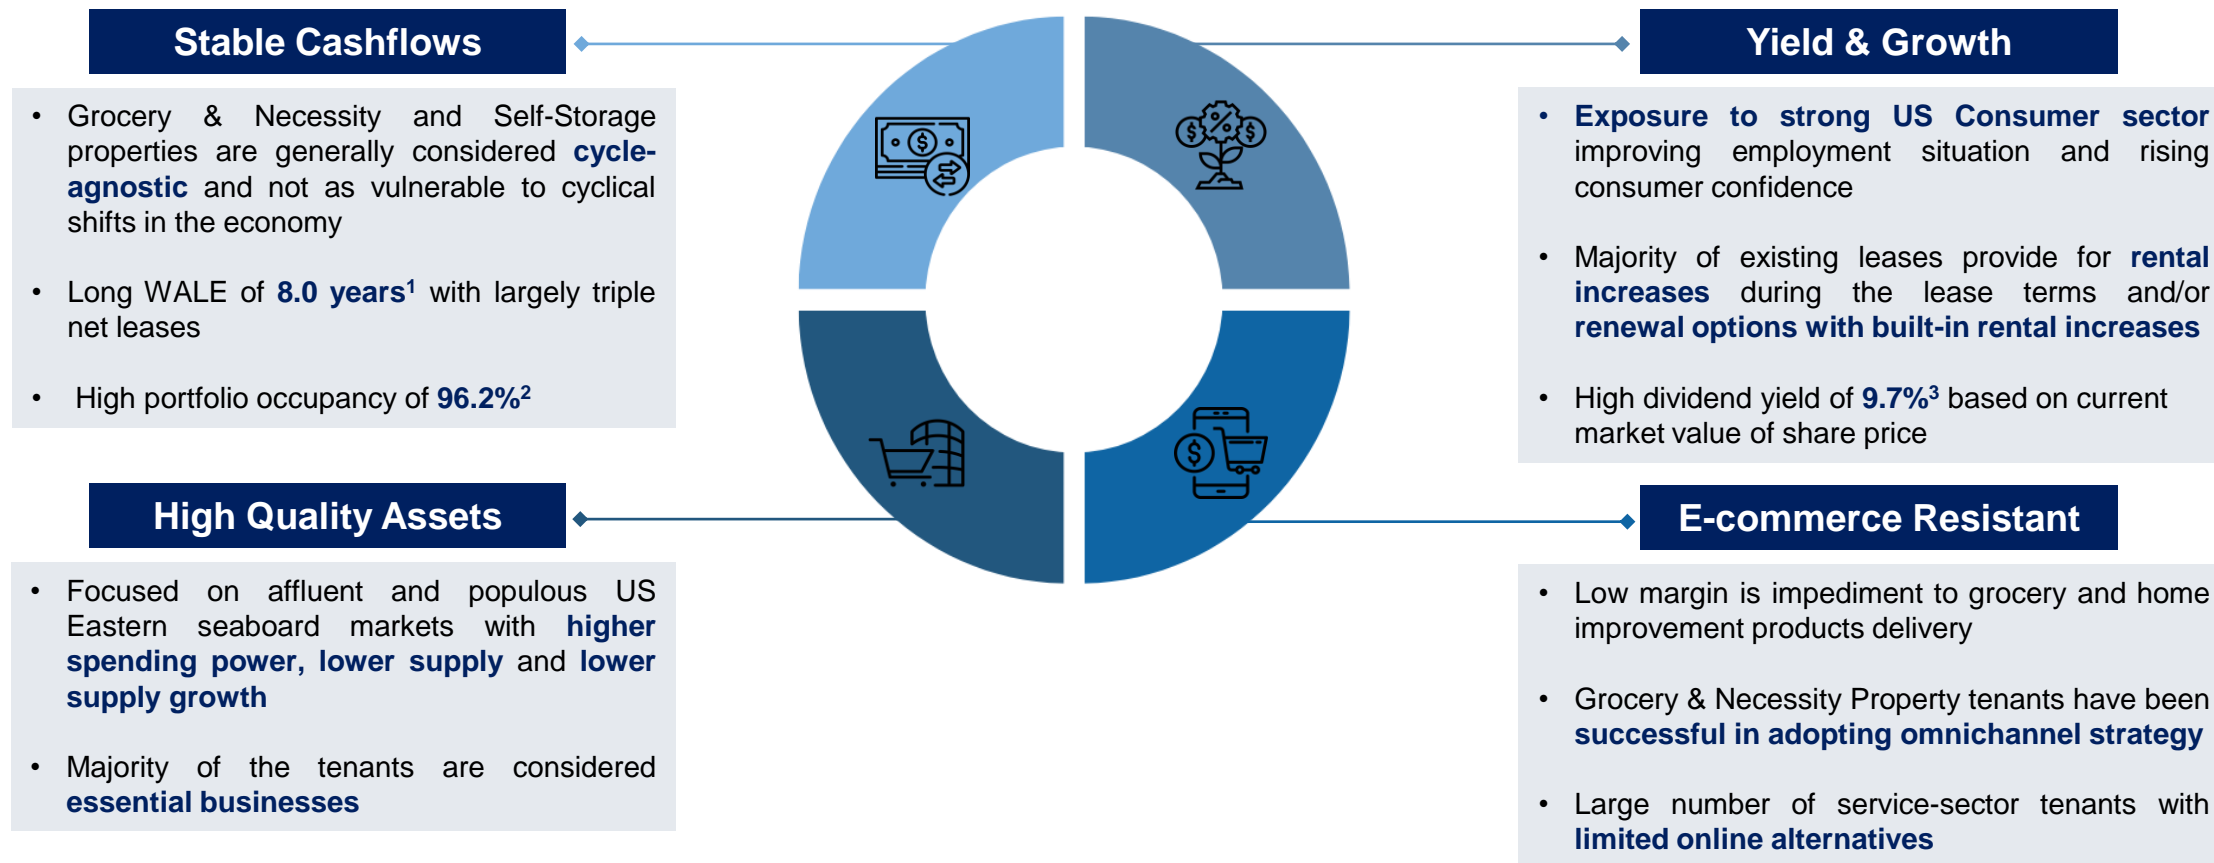 Stable Cashflows
• Grocery & Necessity and Self-Storage
properties are generally considered cycle-
agnostic and not as vulnerable to cyclical
shifts in the economy
• Long WALE of 8.0 years¹ with largely triple
net leases
• High portfolio occupancy of 96.2%²
Yield & Growth
• Exposure to strong US Consumer sector
improving employment situation and rising
consumer confidence
• Majority of existing leases provide for rental
increases during the lease terms and/or
renewal options with built-in rental increases
• High dividend yield of 9.7%³ based on current
market value of share price
High Quality Assets
• Focused on affluent and populous US
Eastern seaboard markets with higher
spending power, lower supply and lower
supply growth
• Majority of the tenants are considered
essential businesses
E-commerce Resistant
• Low margin is impediment to grocery and home
improvement products delivery
• Grocery & Necessity Property tenants have been
successful in adopting omnichannel strategy
• Large number of service-sector tenants with
limited online alternatives